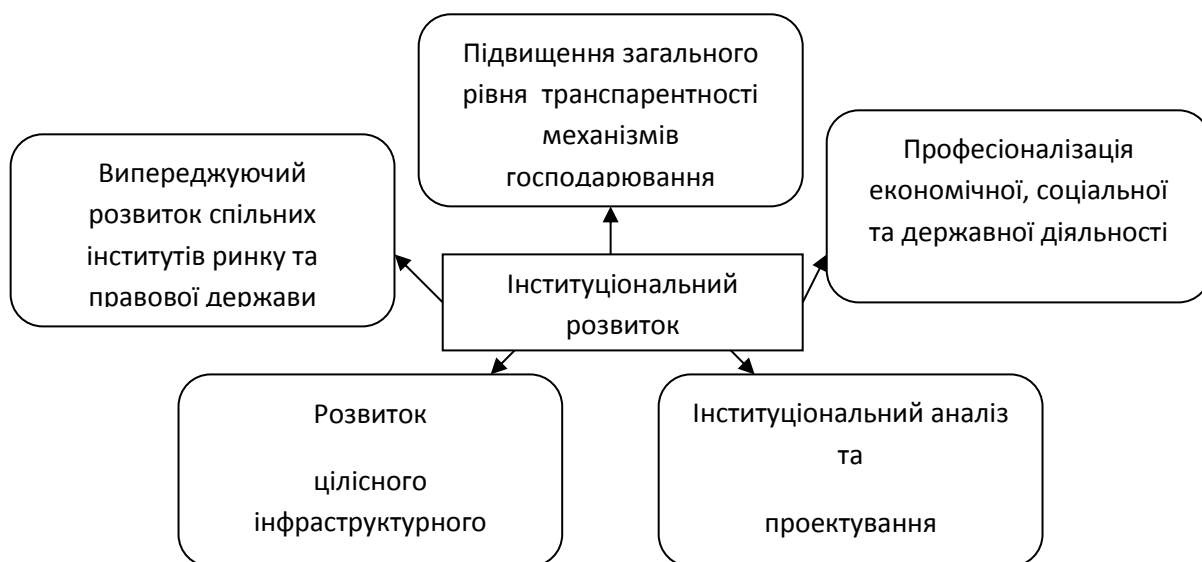 Підвищення загального
рівня транспарентності
механізмів
господарювання
Випереджуючий
розвиток спільних
інститутів ринку та
правової держави
Професіоналізація
економічної, соціальної
та державної діяльності
Інституціональний
розвиток
Розвиток
цілісного
інфраструктурного
Інституціональний аналіз
та
проектування